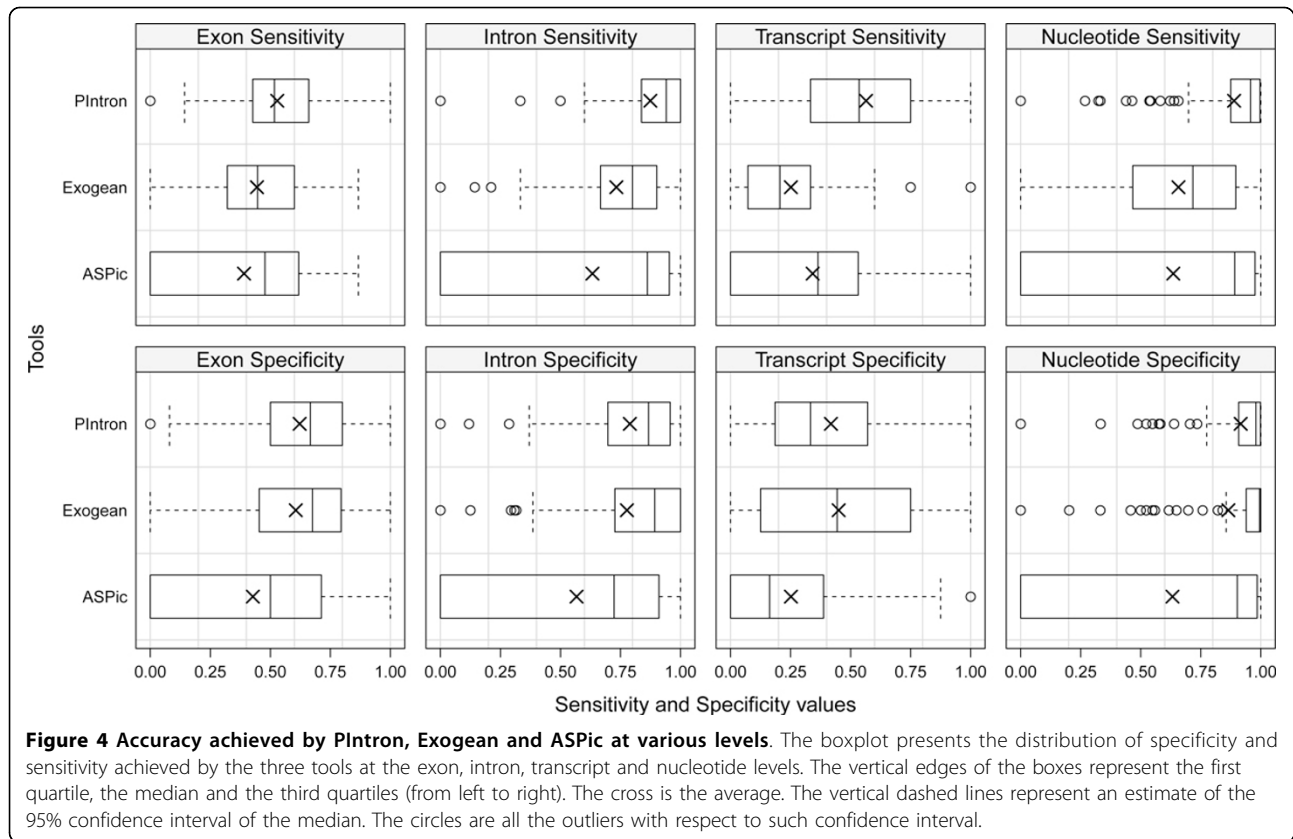 Exon Sensitivity Intron Sensitivity Transcript Sensitivity Nucleotide Sensitivity
PIntron
Exogean
ASPic
Tools
Exon Specificity Intron Specificity Transcript Specificity Nucleotide Specificity
PIntron
Exogean
ASPic
0.00 0.25 0.50 0.75 1.00 0.00 0.25 0.50 0.75 1.00 0.00 0.25 0.50 0.75 1.00 0.00 0.25 0.50 0.75 1.00
Sensitivity and Specificity values
Figure 4 Accuracy achieved by PIntron, Exogean and ASPic at various levels. The boxplot presents the distribution of specificity and
sensitivity achieved by the three tools at the exon, intron, transcript and nucleotide levels. The vertical edges of the boxes represent the first
quartile, the median and the third quartiles (from left to right). The cross is the average. The vertical dashed lines represent an estimate of the
95% confidence interval of the median. The circles are all the outliers with respect to such confidence interval.